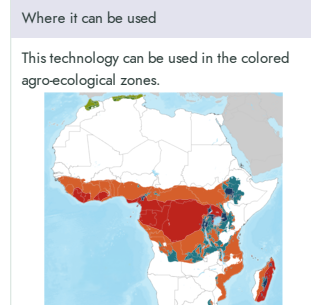 Where it can be used
This technology can be used in the colored
agro-ecological zones.